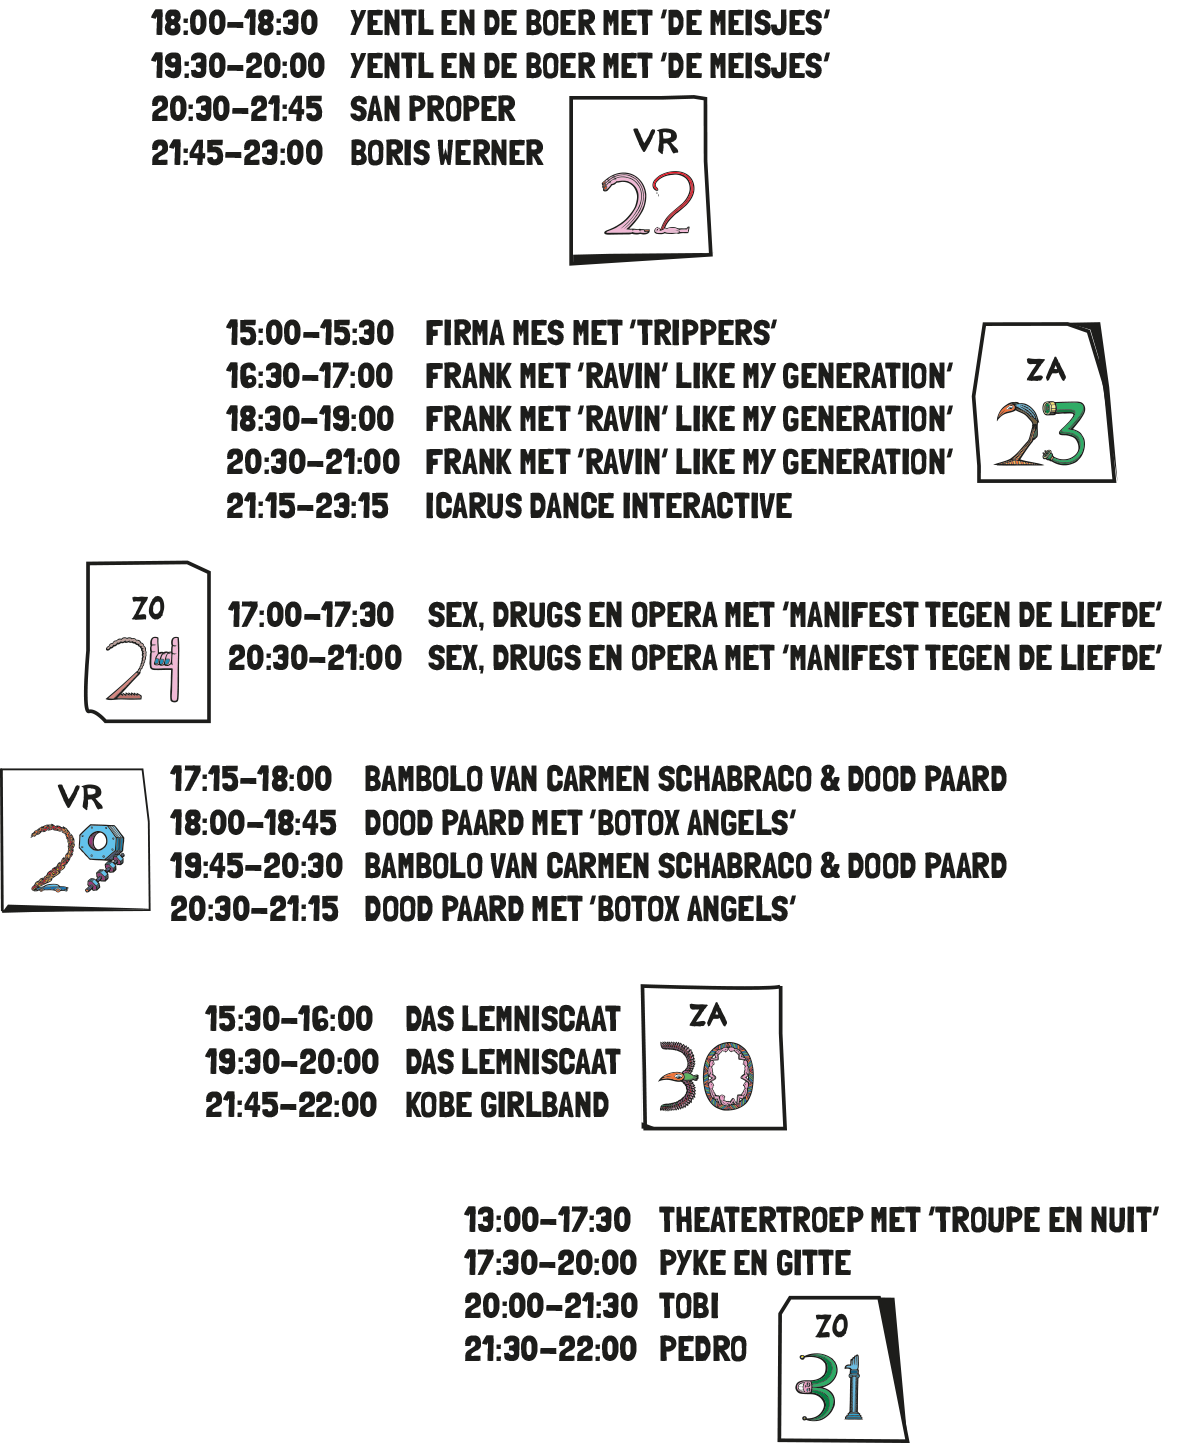 18:00–18:30 YENTL EN DE BOER MET 'DE MEISJES'
19:30–20:00 YENTL EN DE BOER MET 'DE MEISJES'
20:30–21:45 SAN PROPER
21:45–23:00 BORIS WERNER
VR
22
15:00–15:30 FIRMA MES MET 'TRIPPERS'
16:30–17:00 FRANK MET 'RAVIN' LIKE MY GENERATION'
18:30–19:00 FRANK MET 'RAVIN' LIKE MY GENERATION'
20:30–21:00 FRANK MET 'RAVIN' LIKE MY GENERATION'
21:15–23:15 ICARUS DANCE INTERACTIVE
ZA
23
ZO
24
17:00–17:30 SEX, DRUGS EN OPERA MET 'MANIFEST TEGEN DE LIEFDE'
20:30–21:00 SEX, DRUGS EN OPERA MET 'MANIFEST TEGEN DE LIEFDE'
VR
29
17:15–18:00 BAMBOLO VAN CARMEN SCHABRACO & DOOD PAARD
18:00–18:45 DOOD PAARD MET 'BOTOX ANGELS'
19:45–20:30 BAMBOLO VAN CARMEN SCHABRACO & DOOD PAARD
20:30–21:15 DOOD PAARD MET 'BOTOX ANGELS'
15:30–16:00 DAS LEMNISCAAT
19:30–20:00 DAS LEMNISCAAT
21:45–22:00 KOBE GIRLBAND
ZA
30
13:00–17:30 THEATERTROEP MET 'TROUPE EN NUIT'
17:30–20:00 PYKE EN GITTE
20:00–21:30 TOBI
21:30–22:00 PEDRO
ZO
31